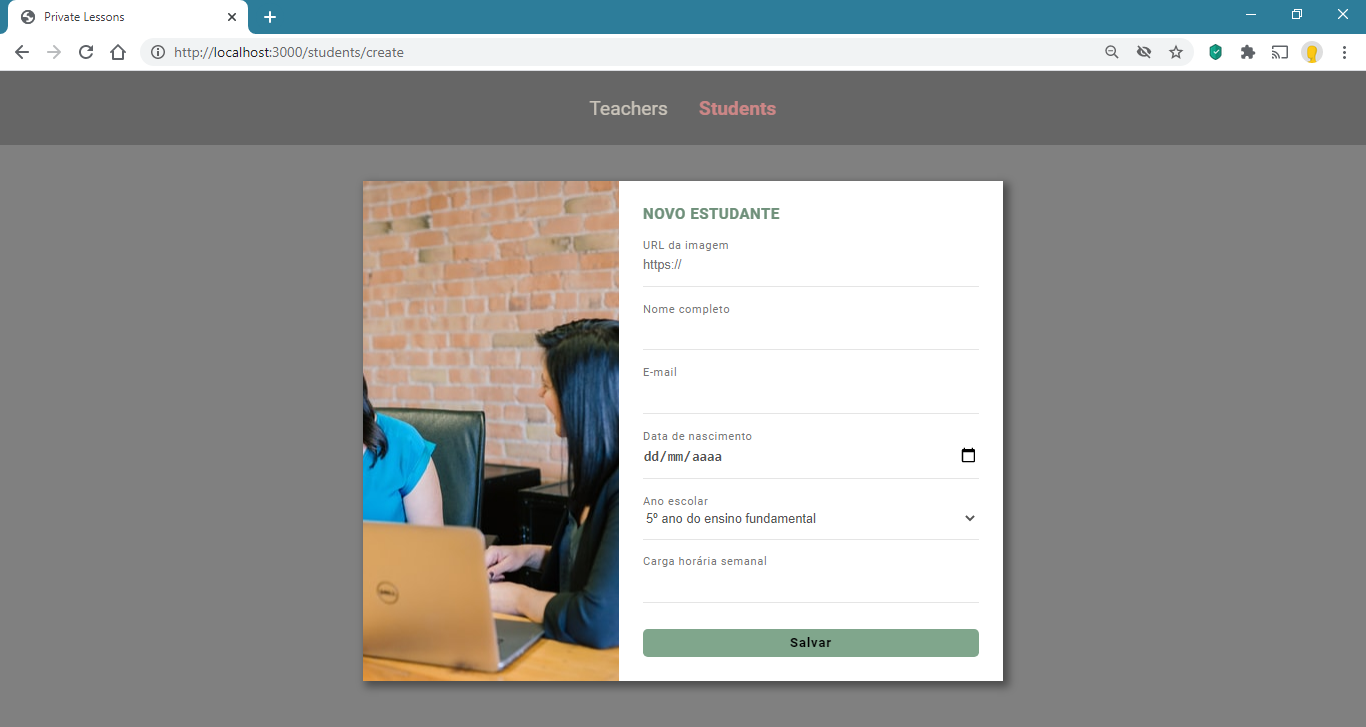 Private Lessons
http://localhost:3000/students/create
Teachers Students
NOVO ESTUDANTE
URL da imagem
https://
Nome completo
E-mail
Data de nascimento
dd/mm/aaaa
Ano escolar
5º ano do ensino fundamental
Carga horária semanal
Salvar
DELL